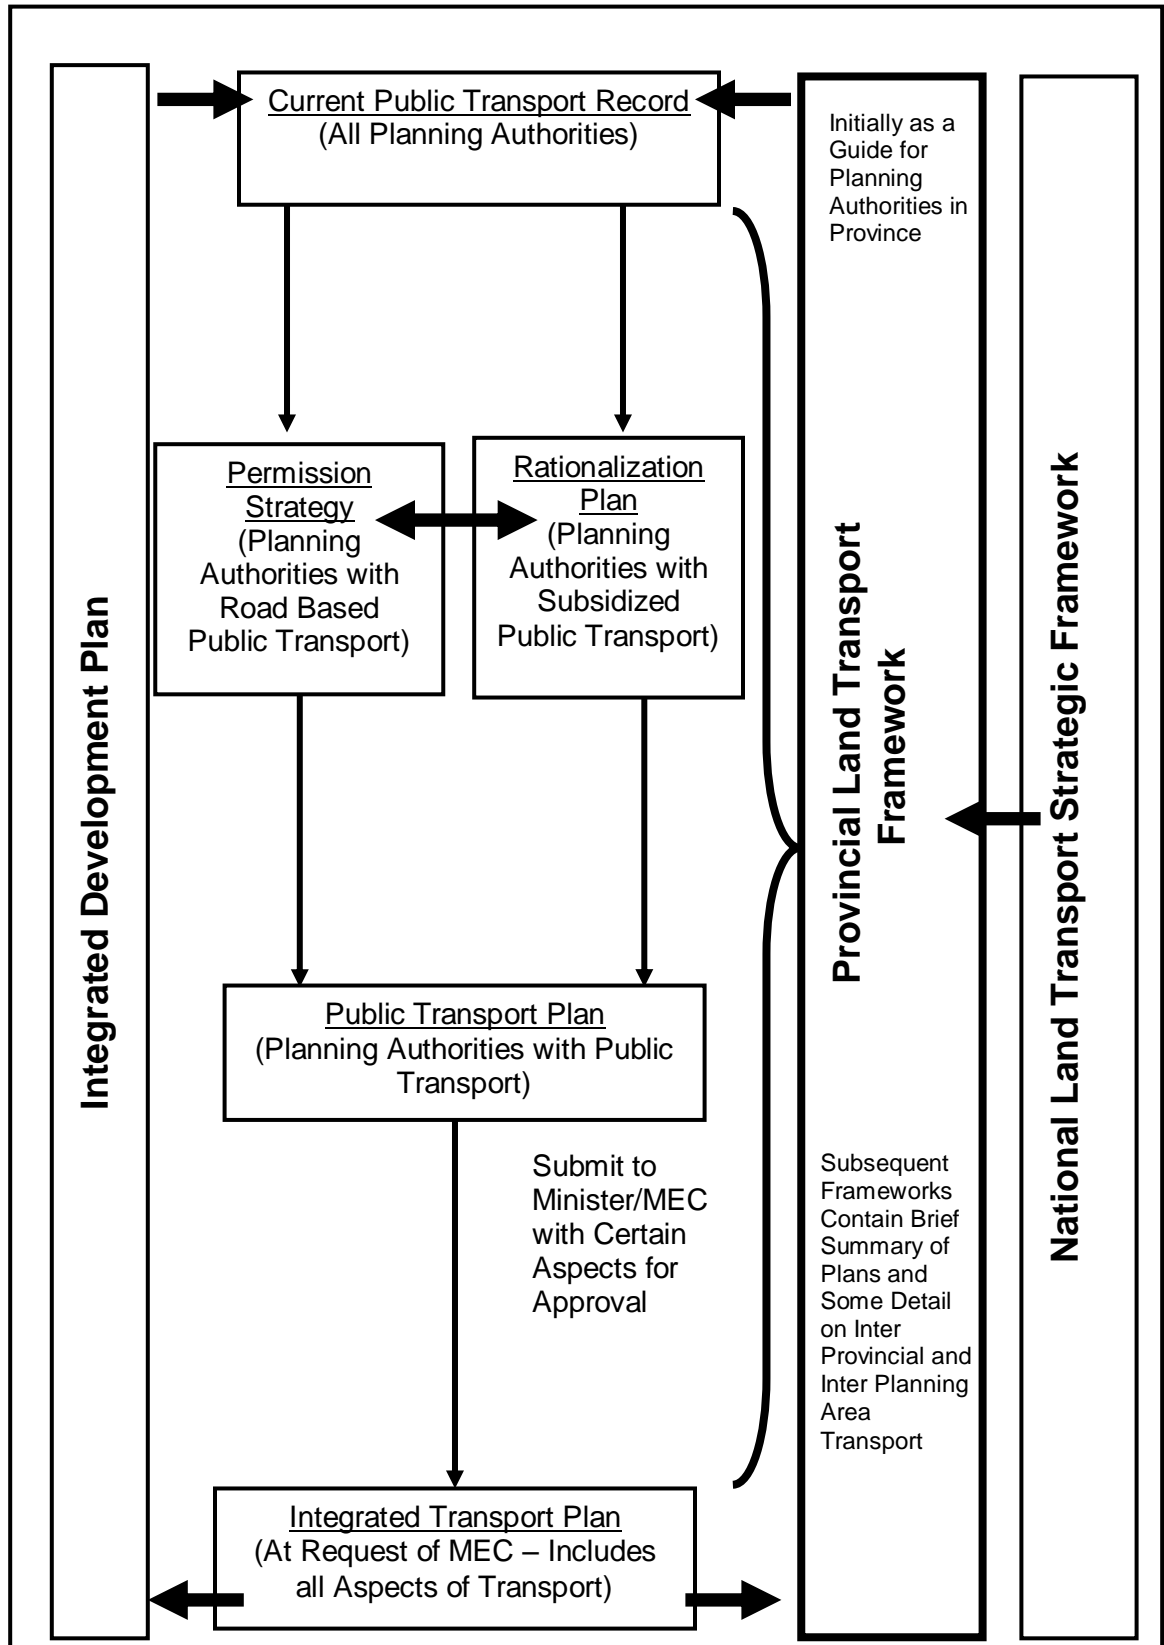 Current Public Transport Record
(All Planning Authorities)
Initially as a
Guide for
Planning
Authorities in
Province
Permission
Strategy
(Planning
Authorities with
Road Based
Public Transport)
Rationalization
Plan
(Planning
Authorities with
Subsidized
Public Transport)
Integrated Development Plan
Provincial Land Transport
Framework
National Land Transport Strategic Framework
Public Transport Plan
(Planning Authorities with Public
Transport)
Submit to
Minister/MEC
with Certain
Aspects for
Approval
Subsequent
Frameworks
Contain Brief
Summary of
Plans and
Some Detail
on Inter
Provincial and
Inter Planning
Area
Transport
Integrated Transport Plan
(At Request of MEC – Includes
all Aspects of Transport)